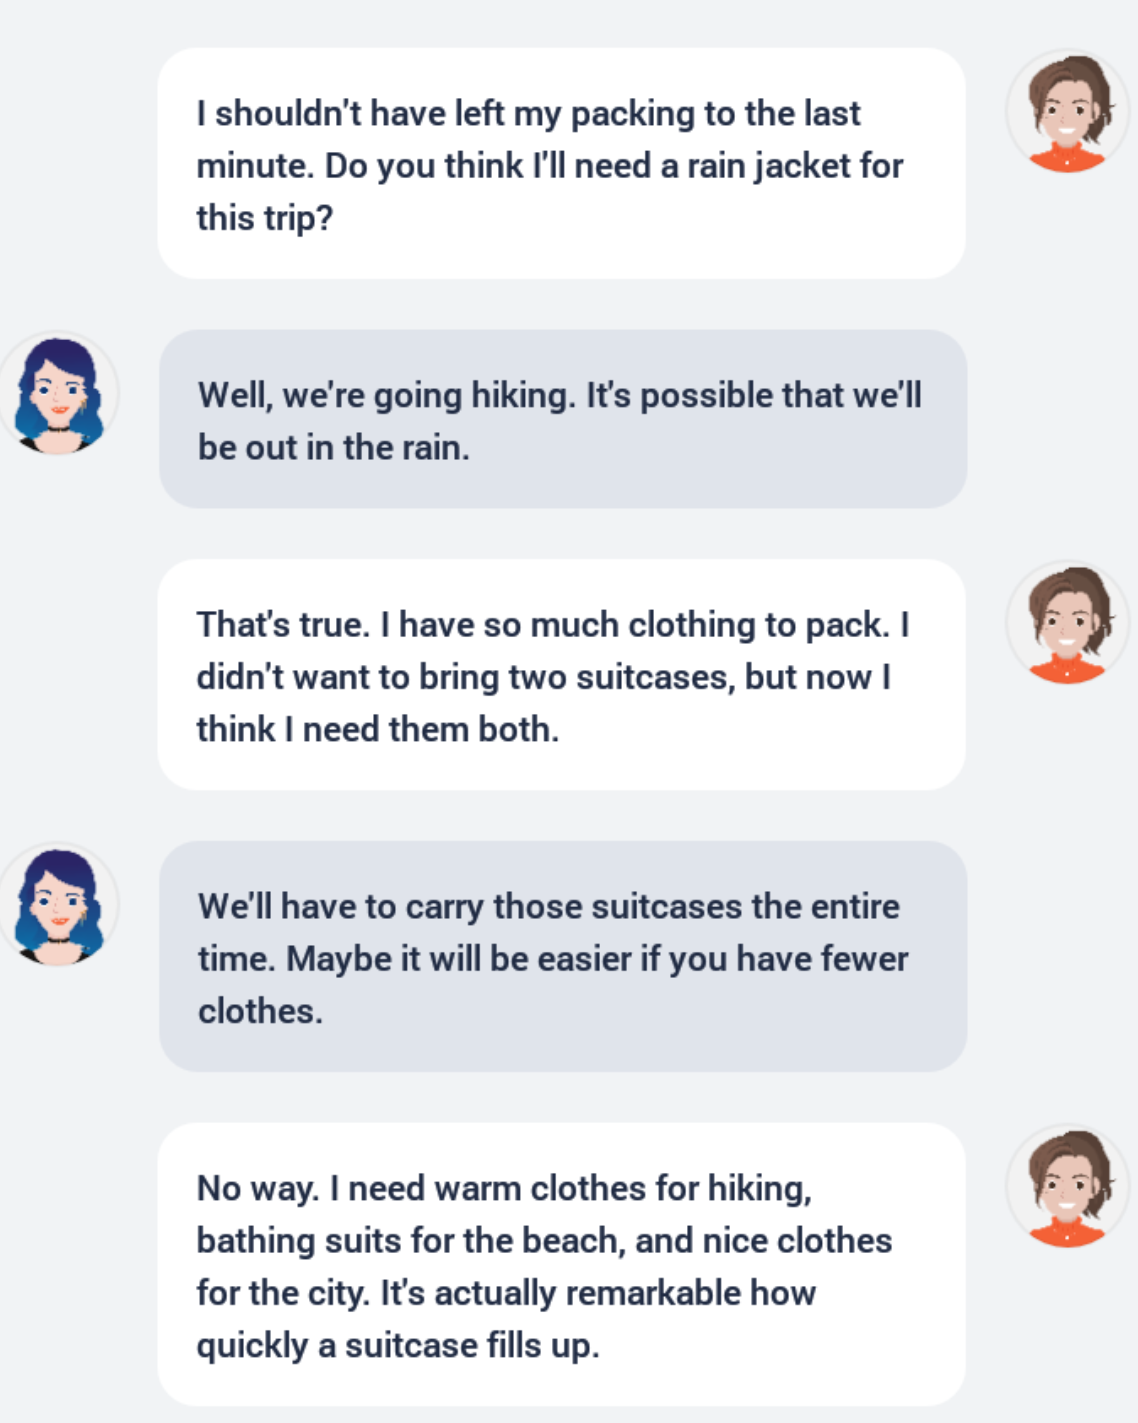 I shouldn't have left my packing to the last
minute. Do you think I'll need a rain jacket for
this trip?
Well, we're going hiking. It's possible that we'll
be out in the rain.
That's true. I have so much clothing to pack. I
didn't want to bring two suitcases, but now I
think I need them both.
We'll have to carry those suitcases the entire
time. Maybe it will be easier if you have fewer
clothes.
No way. I need warm clothes for hiking,
bathing suits for the beach, and nice clothes
for the city. It's actually remarkable how
quickly a suitcase fills up.